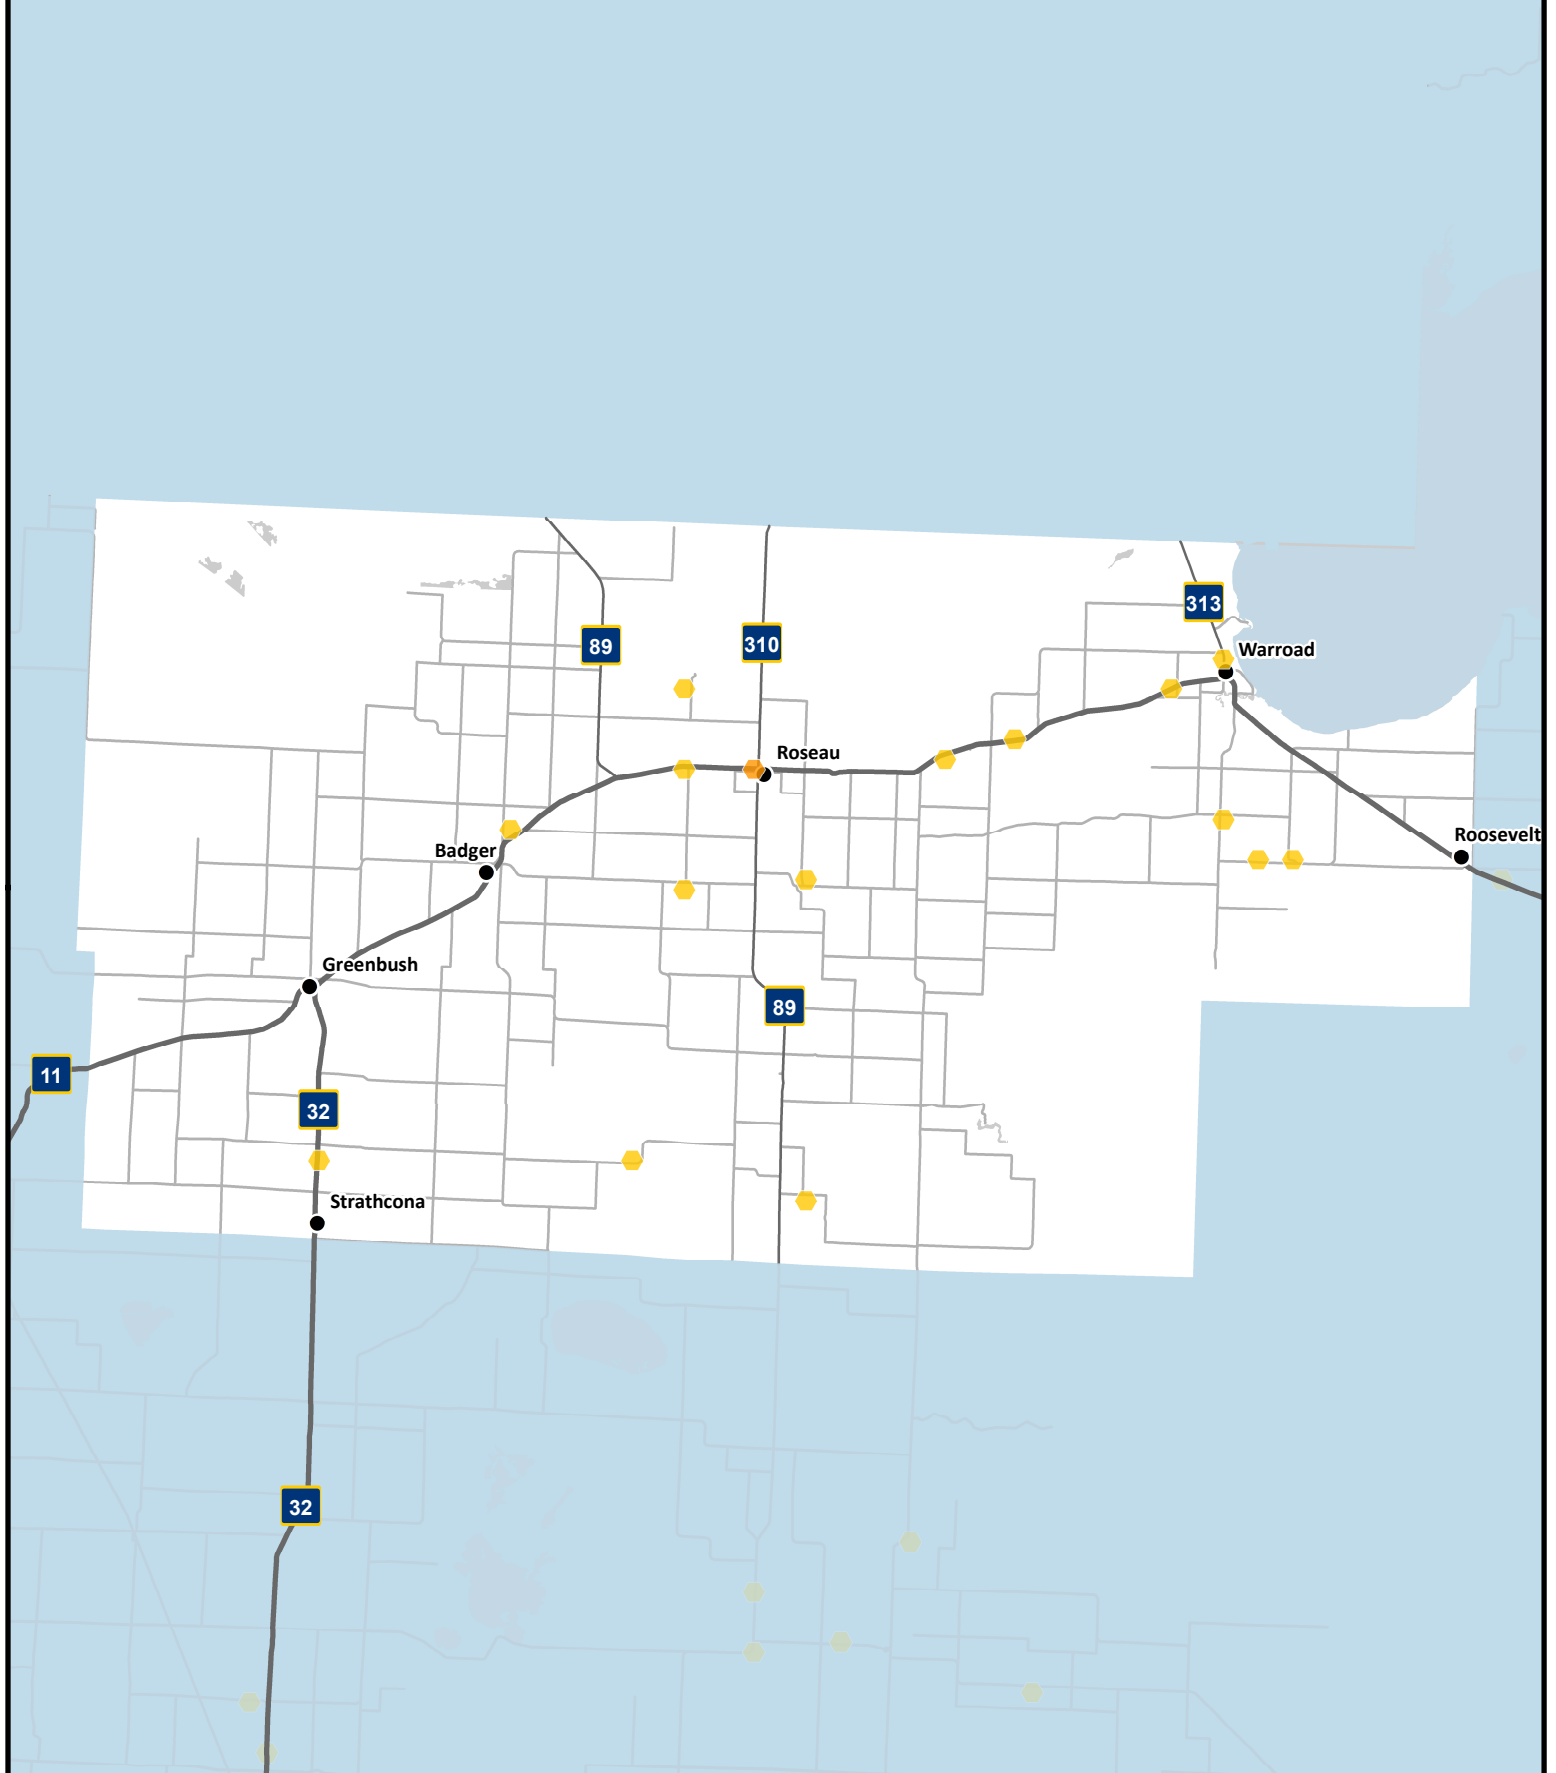 313
89
310
Warroad
Roseau
Roosevelt
Badger
Greenbush
89
11
32
Strathcona
32